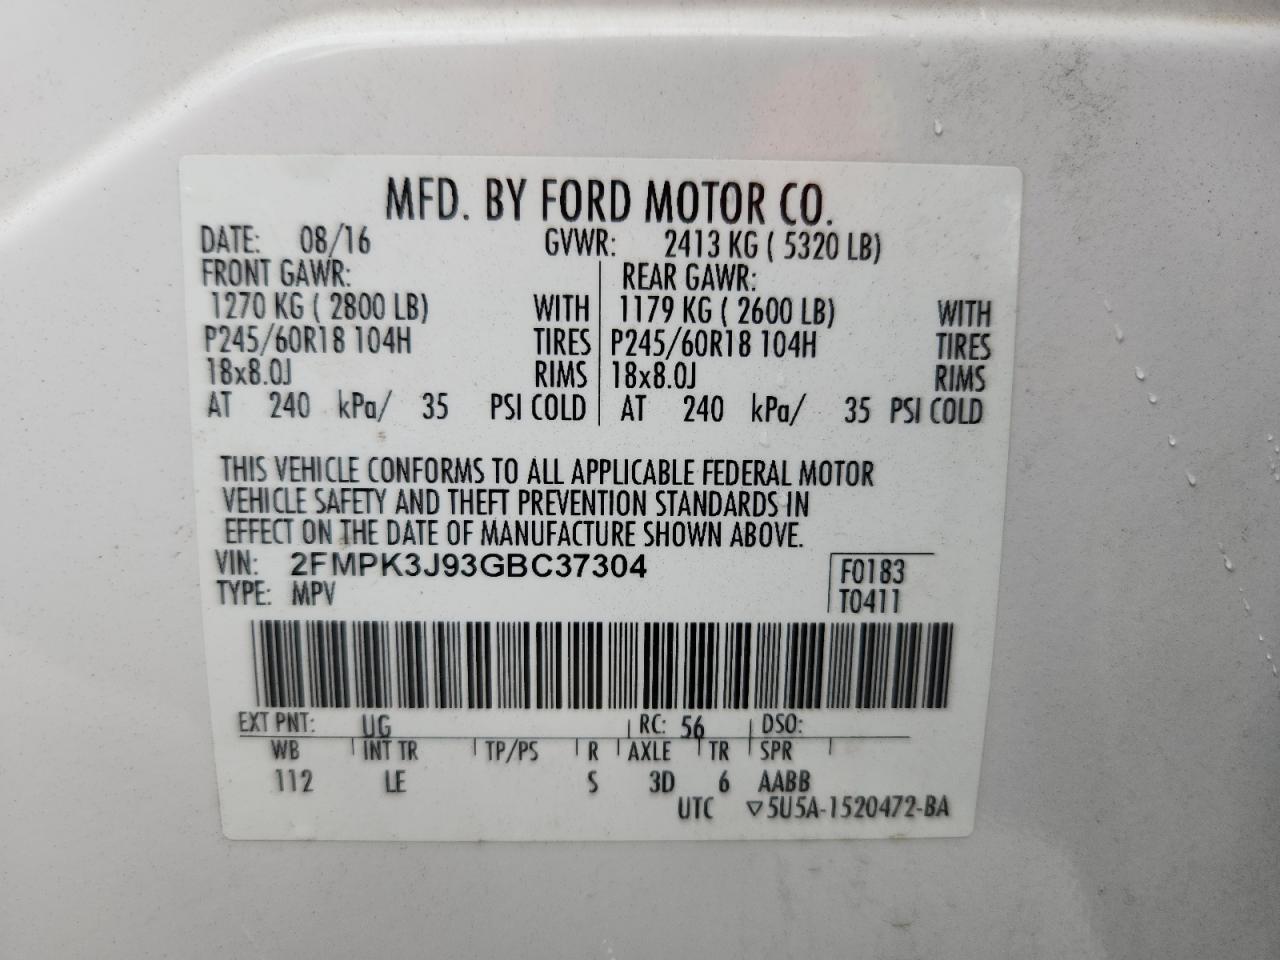 MFD. BY FORD MOTOR CO.
DATE: 08/16 GVWR: 2413 KG ( 5320 LB)
FRONT GAWR: REAR GAWR:
1270 KG ( 2800 LB) WITH 1179 KG ( 2600 LB) WITH
P245/60R18 104H TIRES P245/60R18 104H TIRES
18x8.0J RIMS 18x8.0J RIMS
AT 240 kPa/ 35 PSI COLD AT 240 kPa/ 35 PSI COLD
THIS VEHICLE CONFORMS TO ALL APPLICABLE FEDERAL MOTOR
VEHICLE SAFETY AND THEFT PREVENTION STANDARDS IN
EFFECT ON THE DATE OF MANUFACTURE SHOWN ABOVE.
VIN: 2FMPK3J93GBC37304 F0183
TYPE: MPV T0411
EXT PNT: UG RC: 56 DSO:
WB INT TR TP/PS R AXLE TR SPR
112 LE S 3D 6 AABB
UTC ▽5U5A-1520472-BA